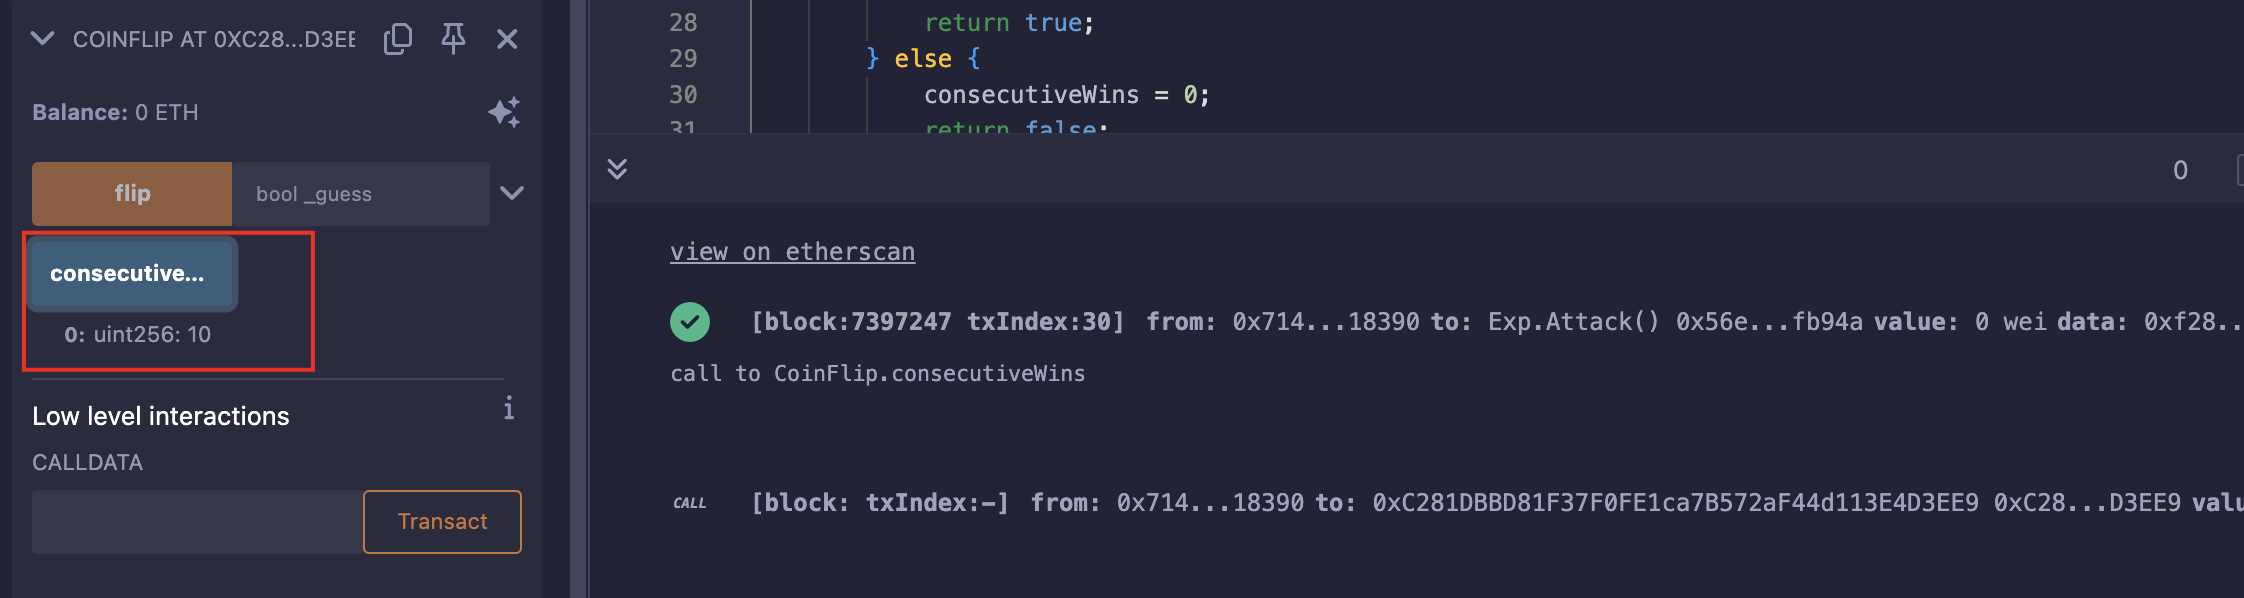 COINFLIP AT 0XC28...D3EE
Balance: 0 ETH
flip
bool _guess
consecutive...
0: uint256: 10
Low level interactions
i
CALLDATA
Transact
28 return true;
29 } else {
30 consecutiveWins = 0;
31 return false;
0
view on etherscan
[block:7397247 txIndex:30] from: 0x714...18390 to: Exp.Attack() 0x56e...fb94a value: 0 wei data: 0xf28..
call to CoinFlip.consecutiveWins
CALL [block: txIndex:-] from: 0x714...18390 to: 0xC281DBBD81F37F0FE1ca7B572aF44d113E4D3EE9 0xC28...D3EE9 valu